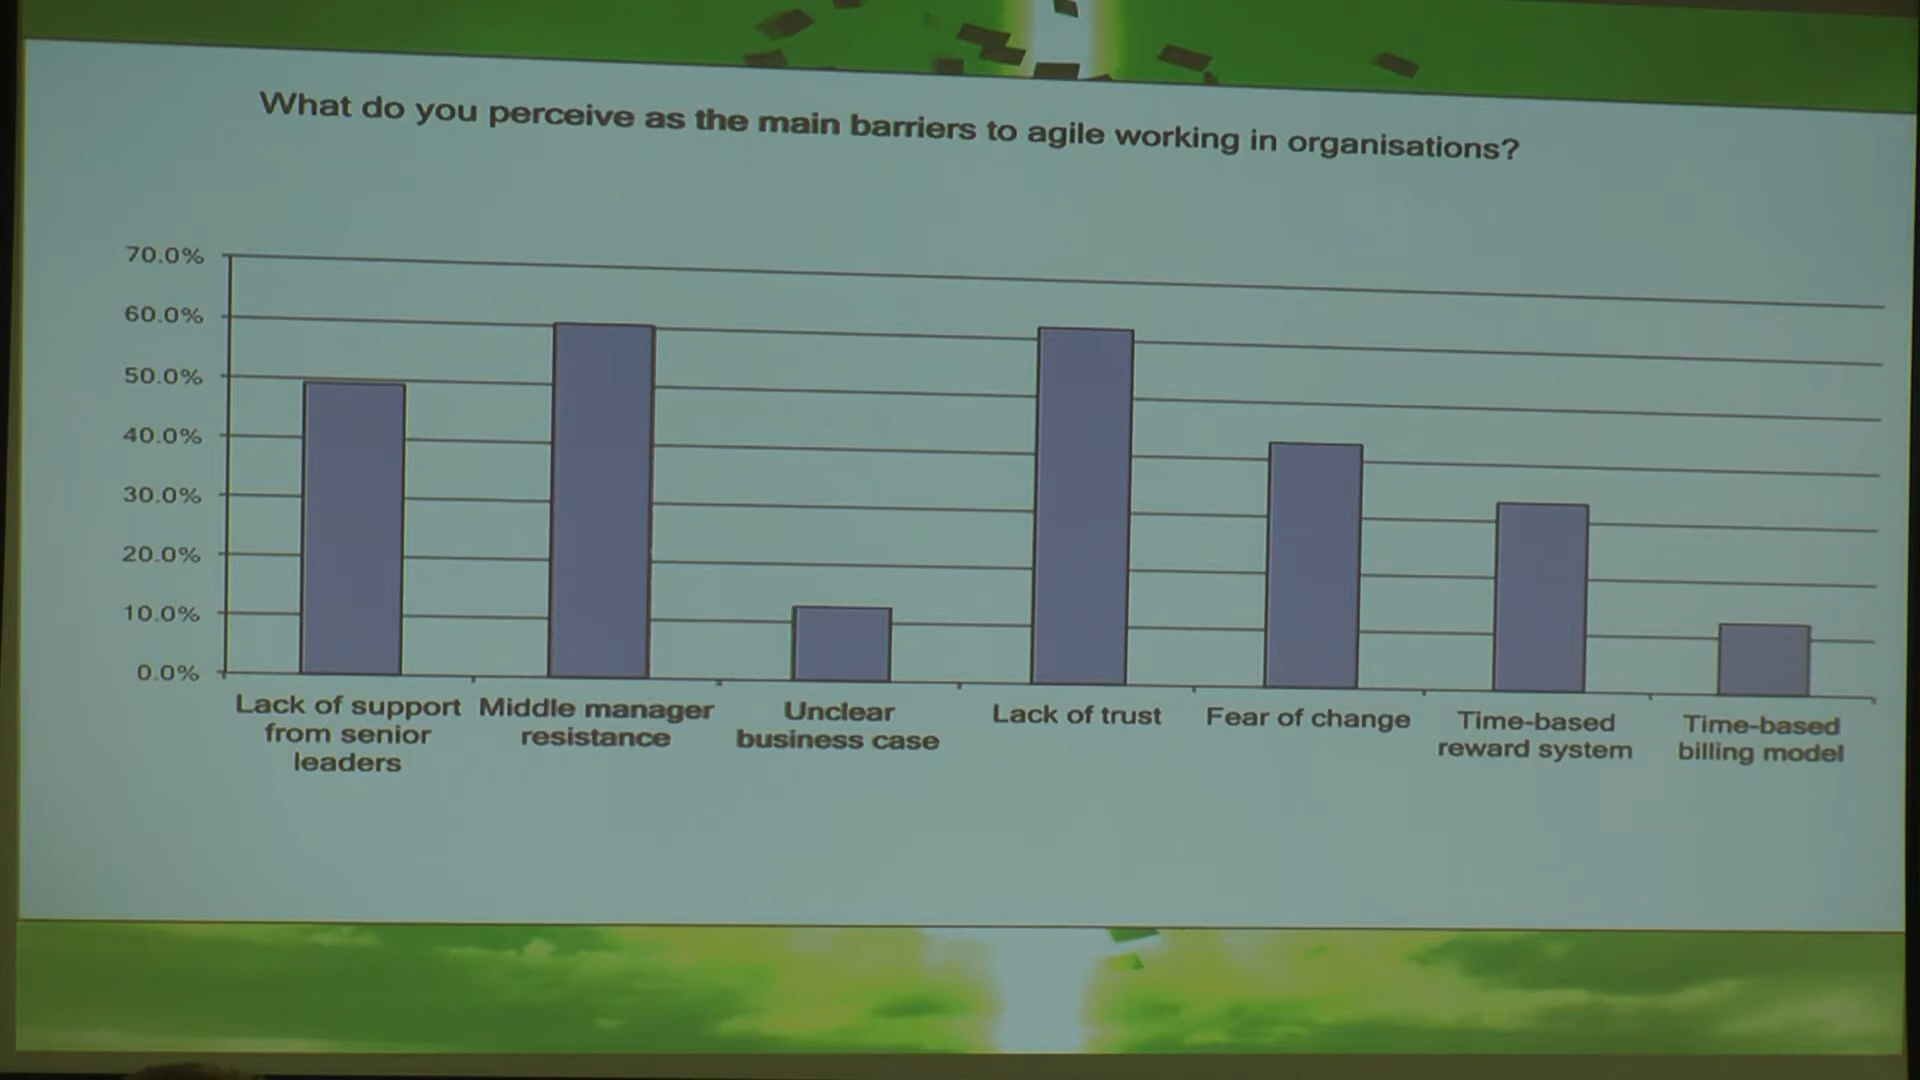 What do you perceive as the main barriers to agile working in organisations?
70.0%
60.0%
50.0%
40.0%
30.0%
20.0%
10.0%
0.0%
Lack of support
from senior
leaders
Middle manager
resistance
Unclear
business case
Lack of trust
Fear of change
Time-based
reward system
Time-based
billing model